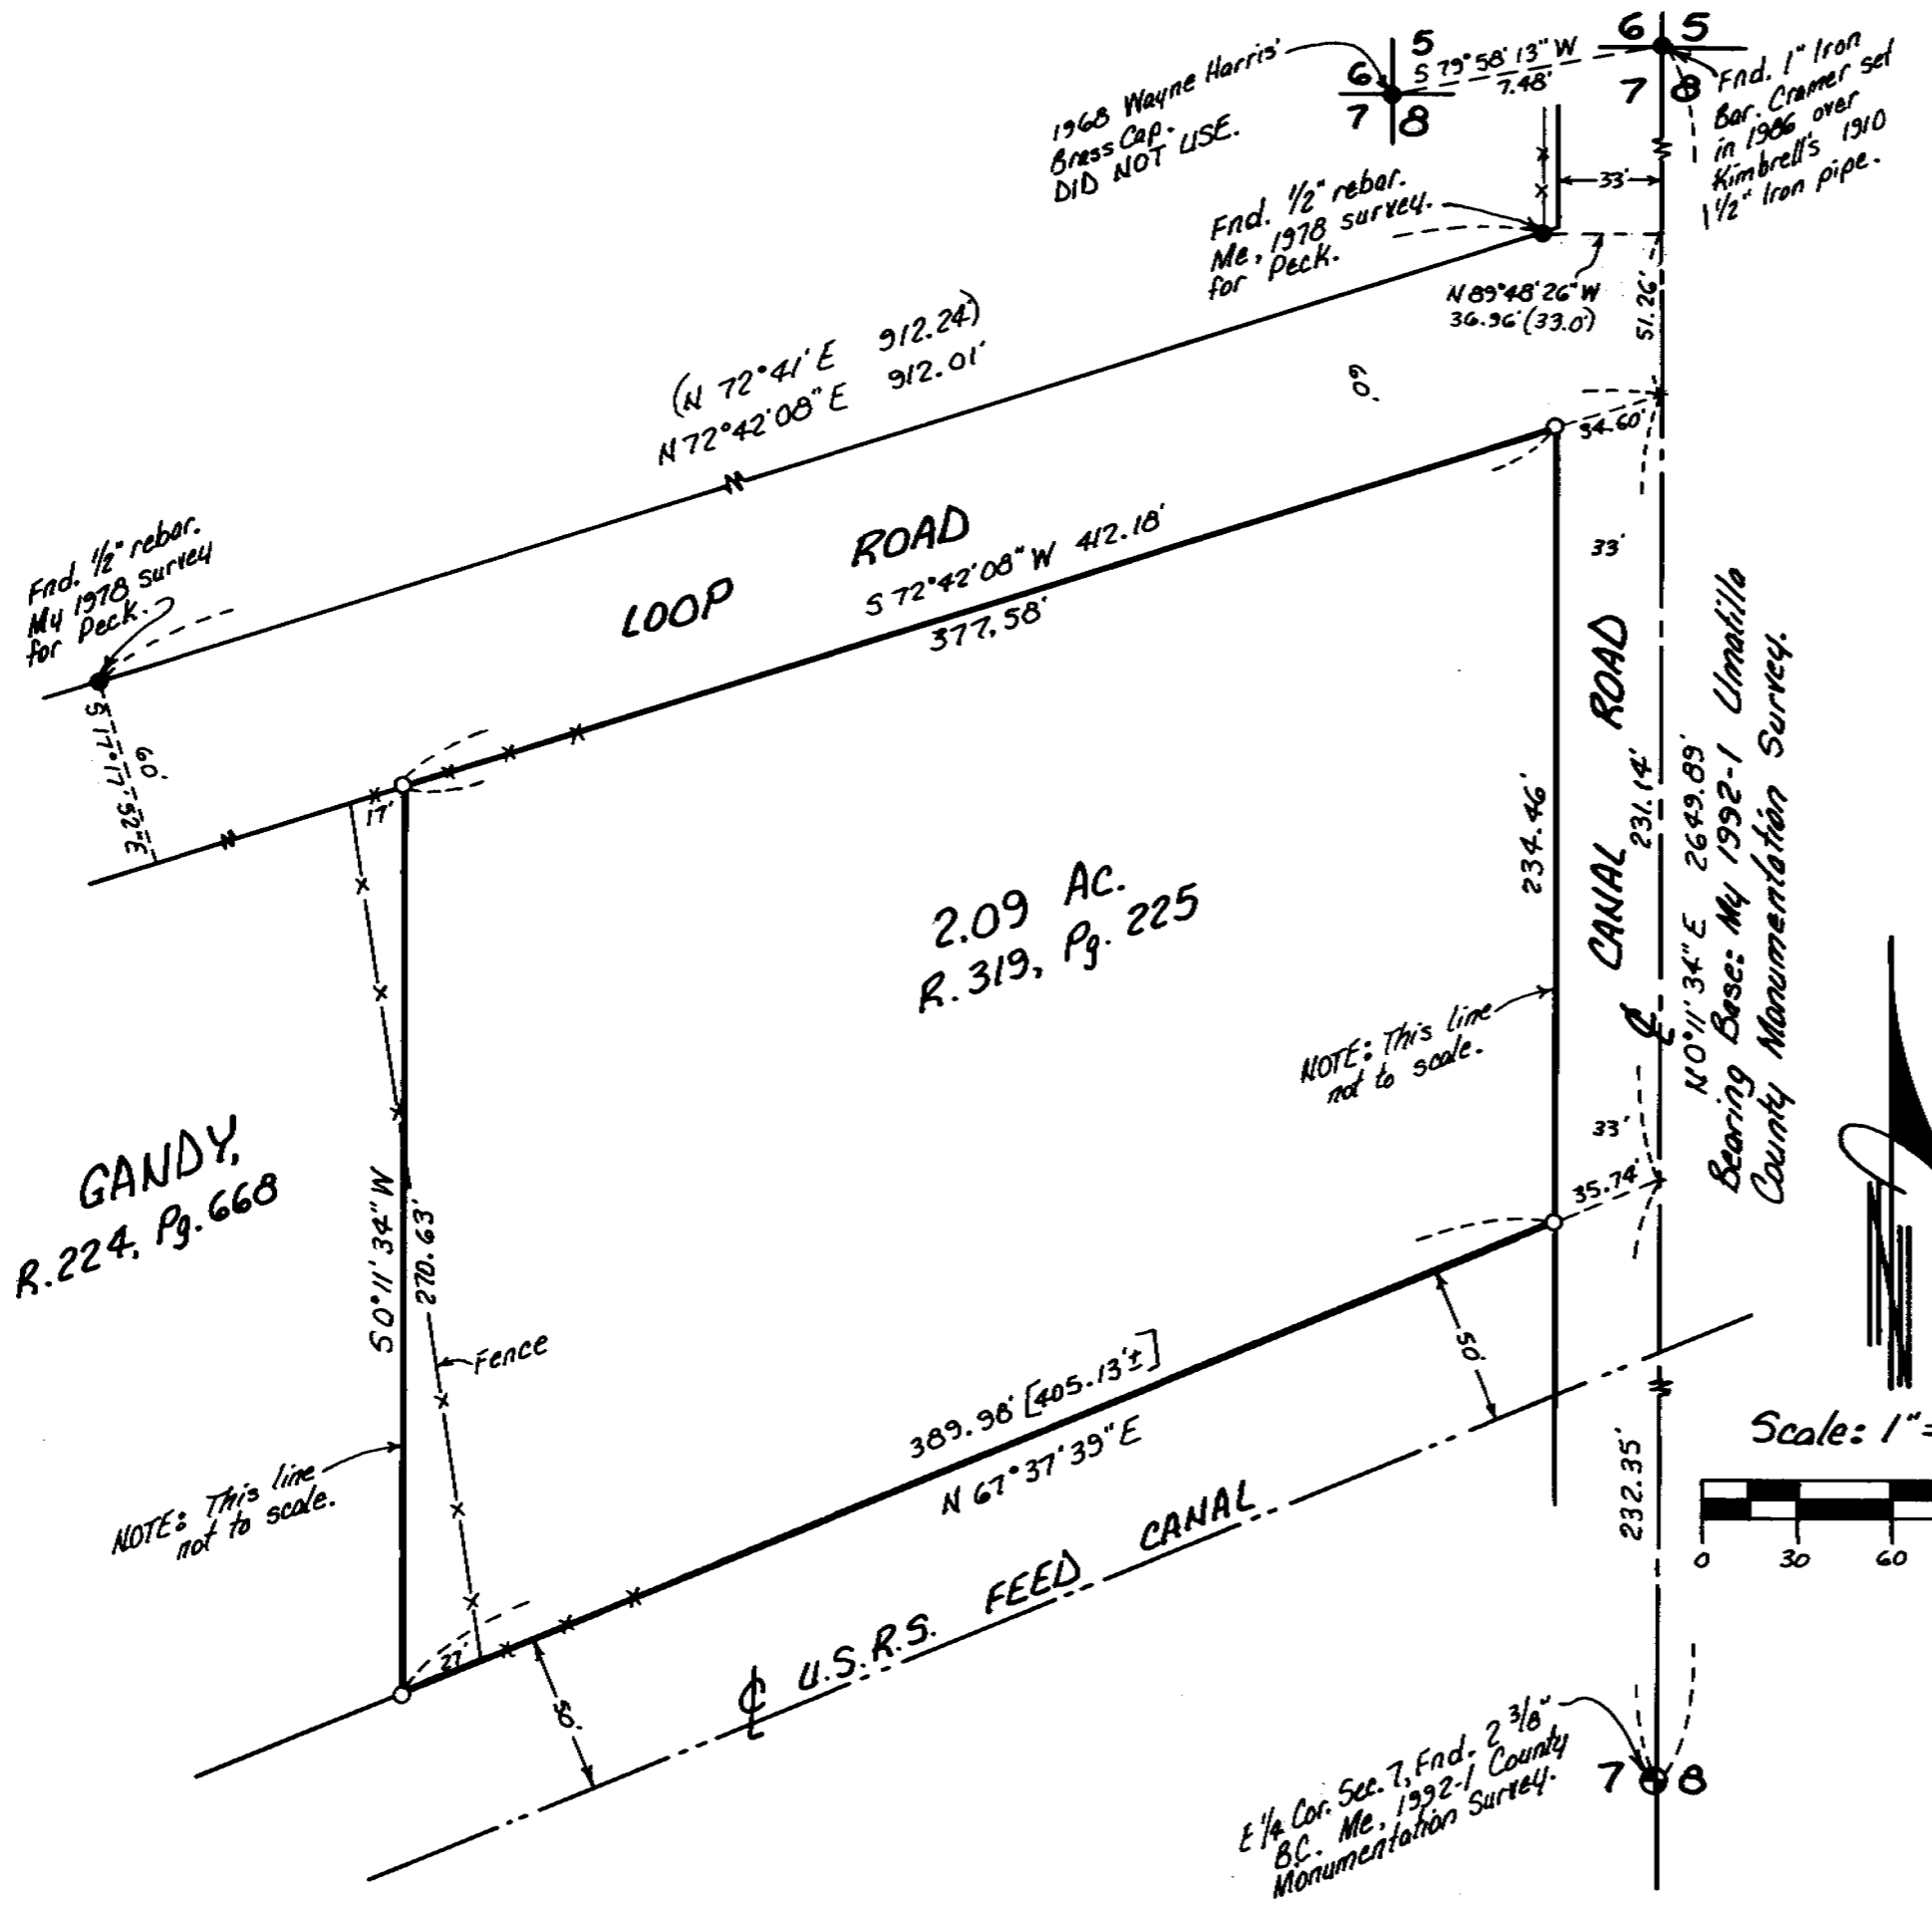 6 5
7 8
5
6
7 8
S 79°58'13" W
7.48'
1968 Wayne Harris'
Brass Cap.
DID NOT USE.
Fnd. 1" Iron
Bar. Cramer set
in 1986 over
Kimbrell's 1910
1 1/2" Iron pipe.
Fnd. 1/2" rebar.
Me, 1978 survey.
for Peck.
33'
N 89°48'26" W
36.96' (33.0')
51.26'
(N 72°41' E 912.24')
N 72°42'08" E 912.01'
60'
34.60'
Fnd. 1/2" rebar.
My 1978 survey
for Peck.
LOOP ROAD
S 72°42'08" W 412.18'
377.58'
33'
S 17°17'52" E
60'
17'
CANAL ROAD
234.46'
231.14'
N 0°11'34" E 2649.89'
Bearing Base: My 1992-1 Umatilla
County Monumentation Survey.
2.09 Ac.
R. 319, Pg. 225
NOTE: This line
not to scale.
℄
33'
35.74'
GANDY,
R. 224, Pg. 668
S 0°11'34" W
270.63'
Fence
NOTE: This line
not to scale.
389.98' [405.13'±]
N 67°37'39" E
50'
27'
50'
℄ U.S.R.S. FEED CANAL
232.35'
Scale: 1"=
0 30 60
E 1/4 Cor. Sec. 7, Fnd. 2 3/8"
B.C. Me, 1992-1 County
Monumentation Survey.
7 8